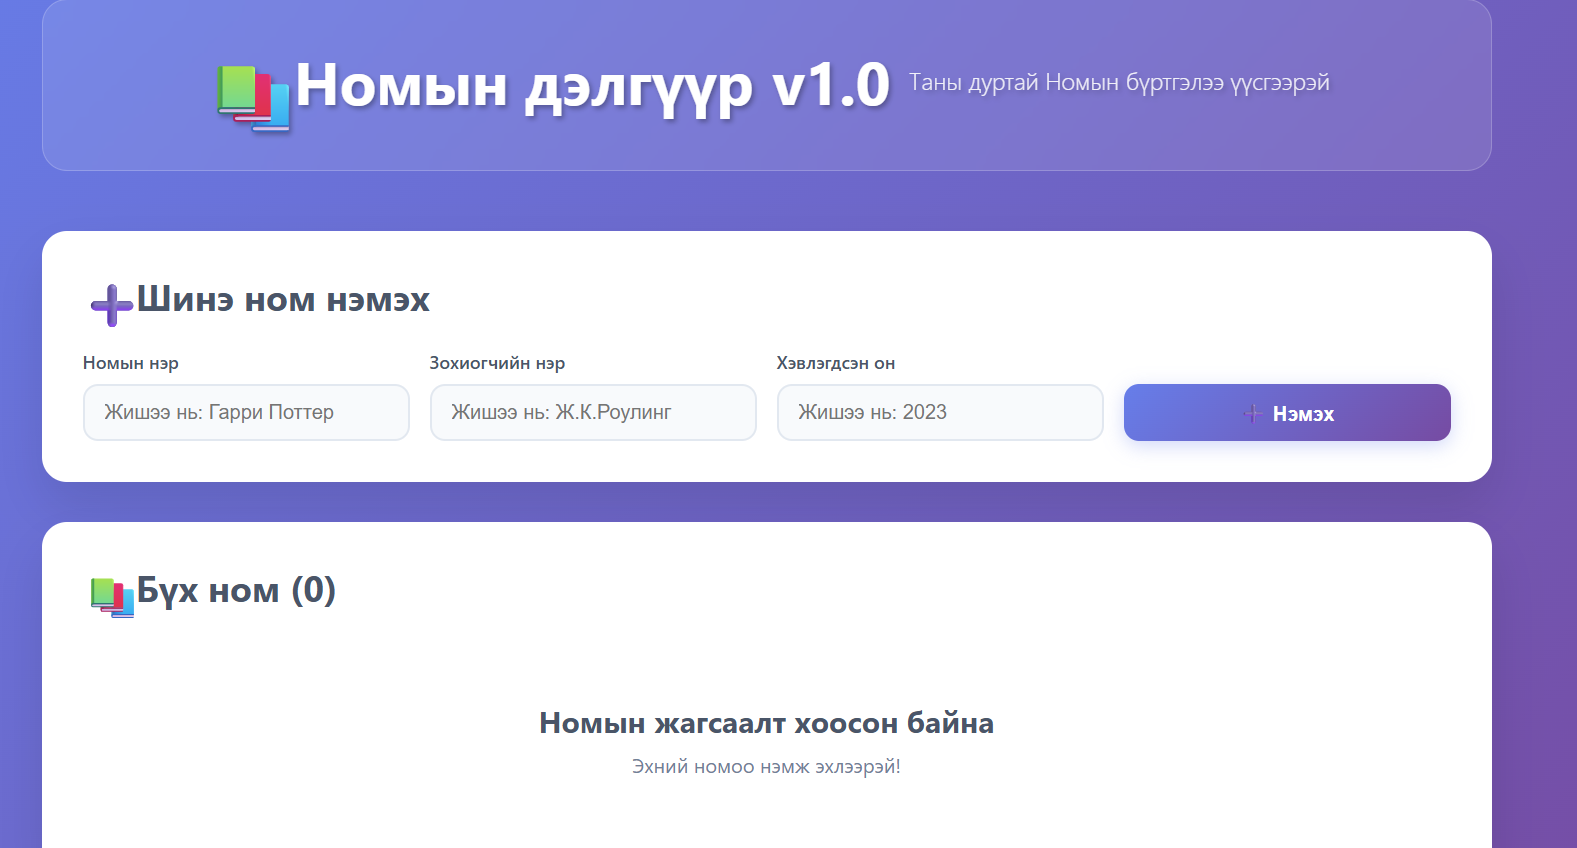 Номын дэлгүүр v1.0 Таны дуртай Номын бүртгэлээ үүсгээрэй
Шинэ ном нэмэх
Номын нэр
Зохиогчийн нэр
Хэвлэгдсэн он
Жишээ нь: Гарри Поттер
Жишээ нь: Ж.К.Роулинг
Жишээ нь: 2023
Нэмэх
Бүх ном (0)
Номын жагсаалт хоосон байна
Эхний номоо нэмж эхлээрэй!